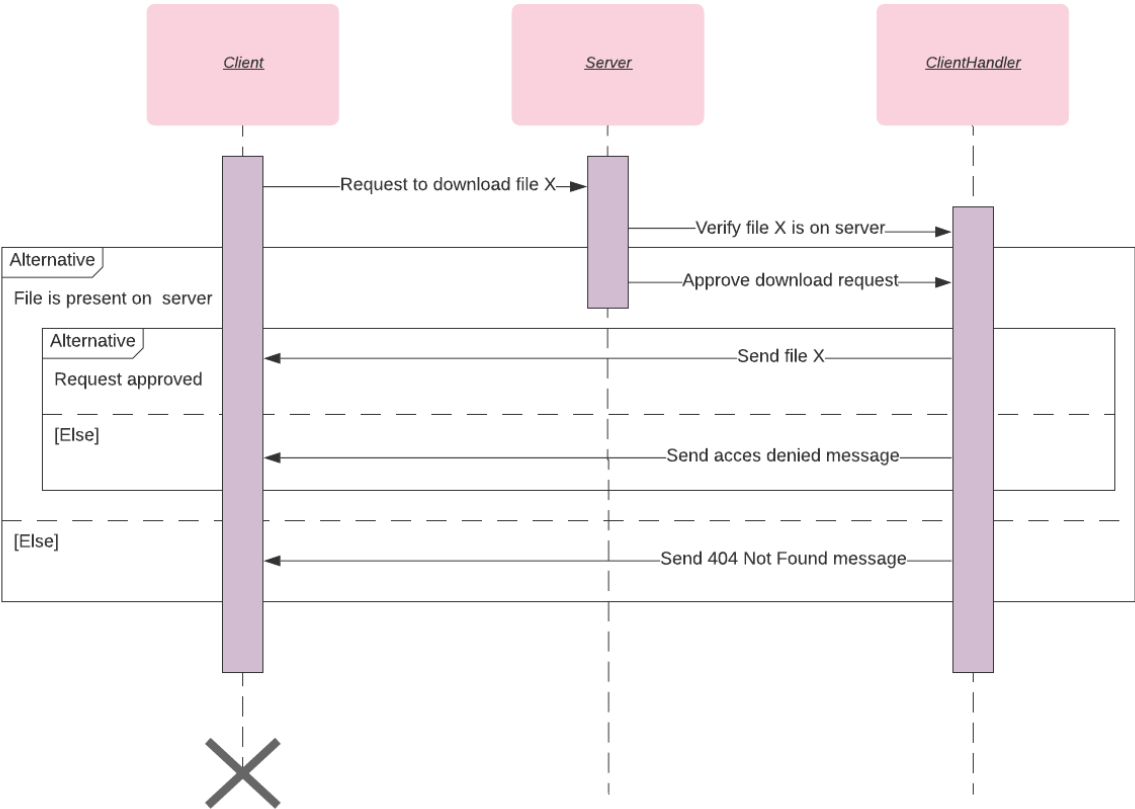 Client
Server
ClientHandler
Request to download file X
Verify file X is on server
Alternative
Approve download request
File is present on server
Alternative
Send file X
Request approved
[Else]
Send acces denied message
[Else]
Send 404 Not Found message